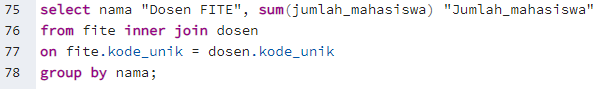 75 select nama "Dosen FITE", sum(jumlah_mahasiswa) "Jumlah_mahasiswa"
76 from fite inner join dosen
77 on fite.kode_unik = dosen.kode_unik
78 group by nama;